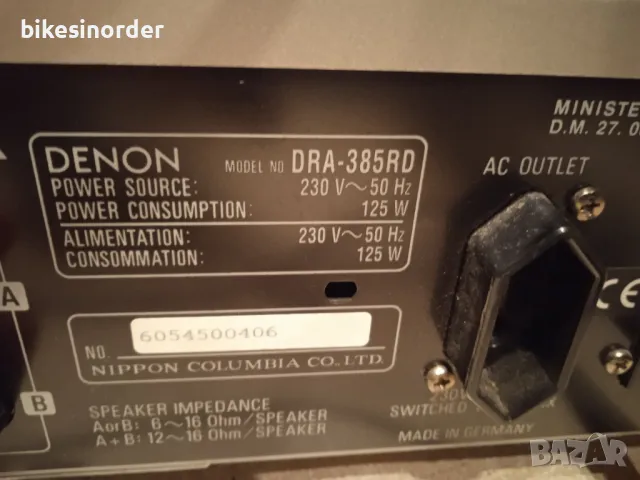 bikesinorder
MINISTE
D.M. 27. 0
DENON MODEL NO DRA-385RD
POWER SOURCE: 230 V~50 Hz
POWER CONSUMPTION: 125 W
ALIMENTATION: 230 V~50 Hz
CONSOMMATION: 125 W
AC OUTLET
CE
A
NO. 6054500406
NIPPON COLUMBIA CO., LTD.
B
SPEAKER IMPEDANCE
AorB: 6~16 Ohm/SPEAKER
A+B: 12~16 Ohm/SPEAKER
230V
SWITCHED
MADE IN GERMANY
bazar